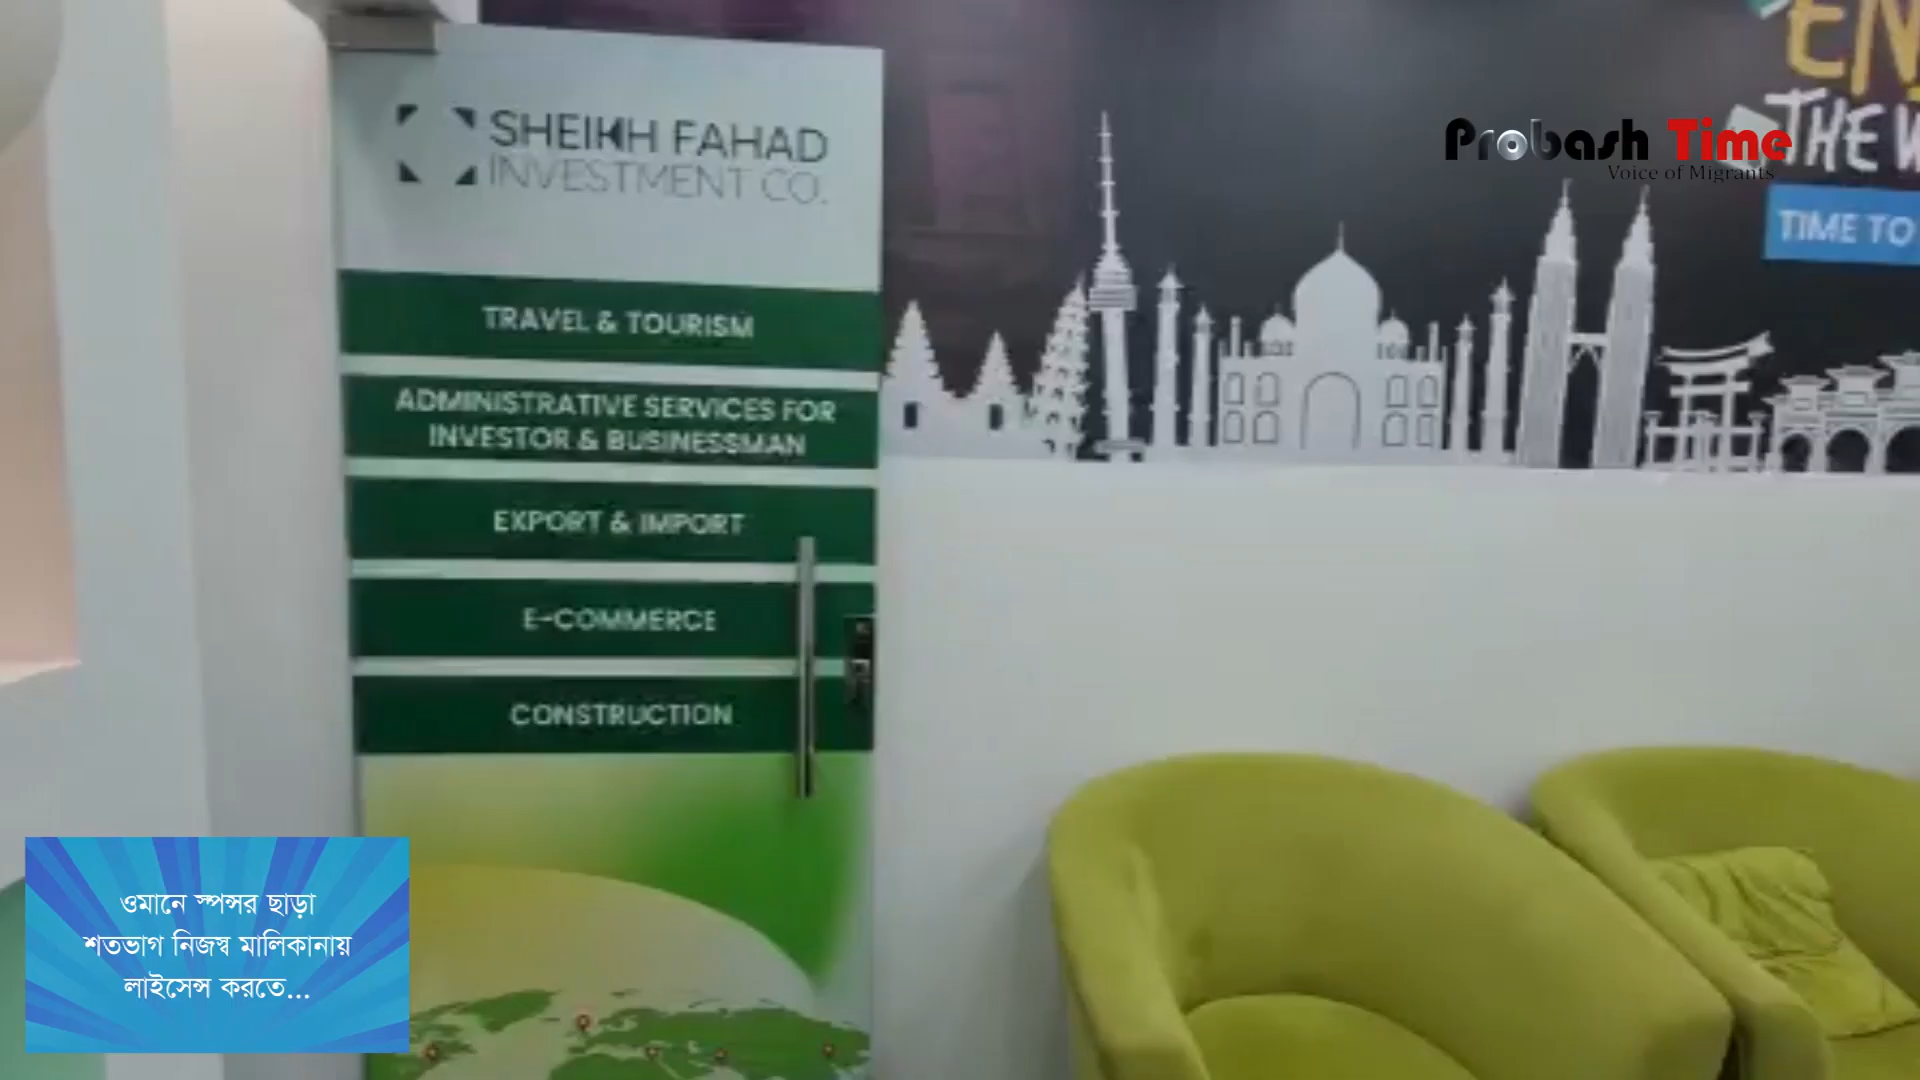 SHEIKH FAHAD
INVESTMENT CO.
TRAVEL & TOURISM
ADMINISTRATIVE SERVICES FOR
INVESTOR & BUSINESSMAN
EXPORT & IMPORT
E-COMMERCE
CONSTRUCTION
THE
Probash Time
Voice of Migrants
TIME TO
ওমানে স্পন্সর ছাড়া
শতভাগ নিজস্ব মালিকানায়
লাইসেন্স করতে...